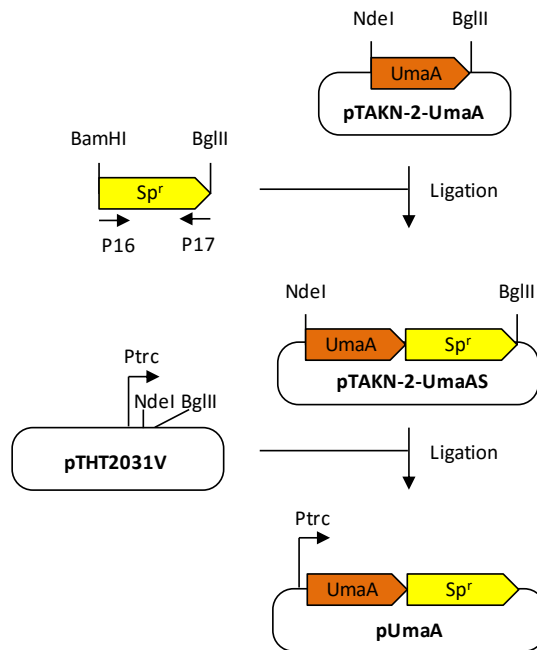 NdeI
BglII
UmaA
pTAKN-2-UmaA
BamHI
BglII
Spʳ
P16
P17
Ligation
NdeI
BglII
UmaA
Spʳ
pTAKN-2-UmaAS
Ptrc
NdeI BglII
pTHT2031V
Ligation
Ptrc
UmaA
Spʳ
pUmaA